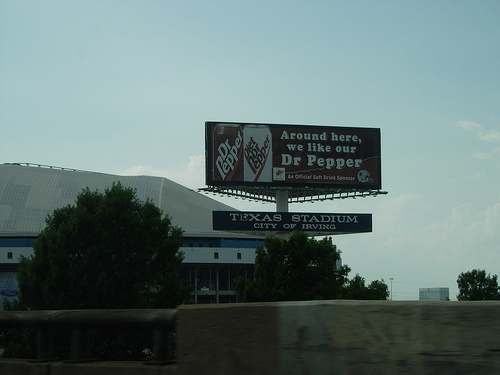 Dr Pepper
Dr Pepper
Around here,
we like our
Dr Pepper
An Official Soft Drink Sponsor
TEXAS STADIUM
CITY OF IRVING